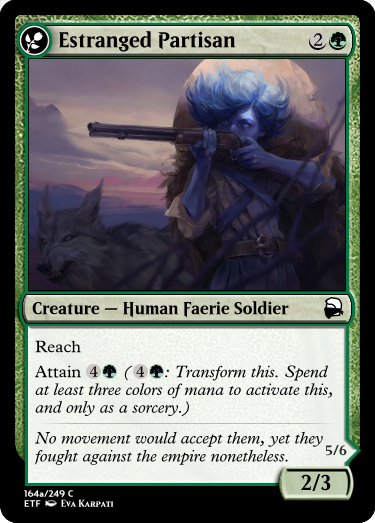 Estranged Partisan 2
Creature — Human Faerie Soldier
Reach
Attain 4 ( 4 : Transform this. Spend
at least three colors of mana to activate this,
and only as a sorcery.)
No movement would accept them, yet they
fought against the empire nonetheless.
5/6
2/3
164a/249 C
ETF Eva Karpati